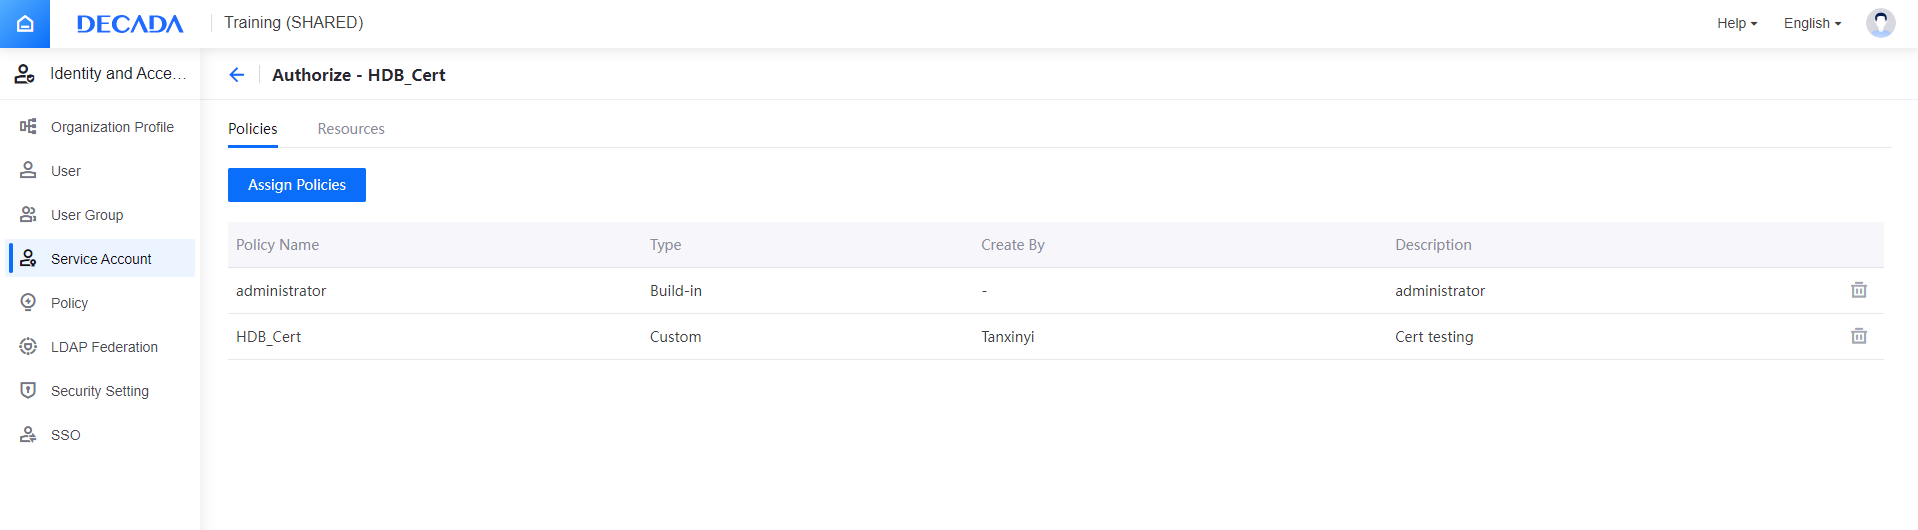 DECADA Training (SHARED) Help English
Identity and Acce...
Organization Profile
User
User Group
Service Account
Policy
LDAP Federation
Security Setting
SSO
Authorize - HDB_Cert
Policies Resources
Assign Policies
Policy Name Type Create By Description
administrator Build-in - administrator
HDB_Cert Custom Tanxinyi Cert testing